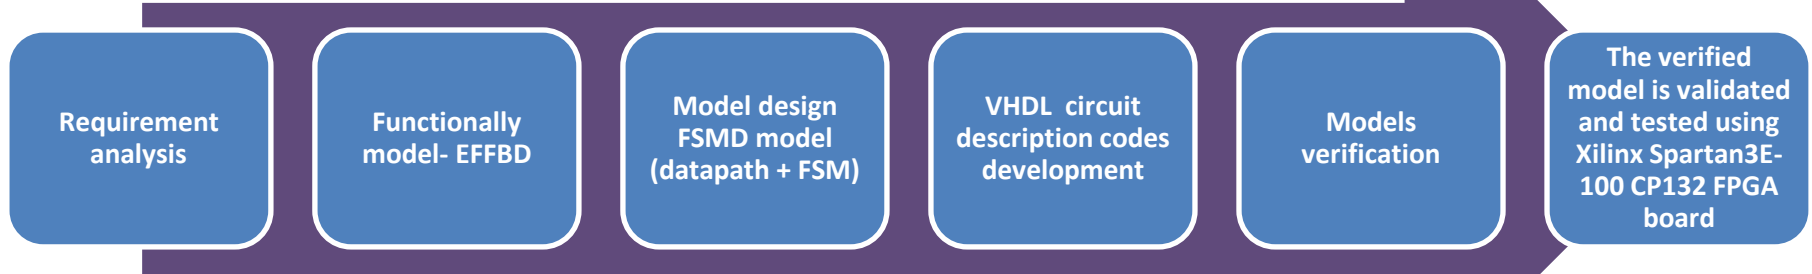 Requirement
analysis
Functionally
model- EFFBD
Model design
FSMD model
(datapath + FSM)
VHDL circuit
description codes
development
Models
verification
The verified
model is validated
and tested using
Xilinx Spartan3E-
100 CP132 FPGA
board